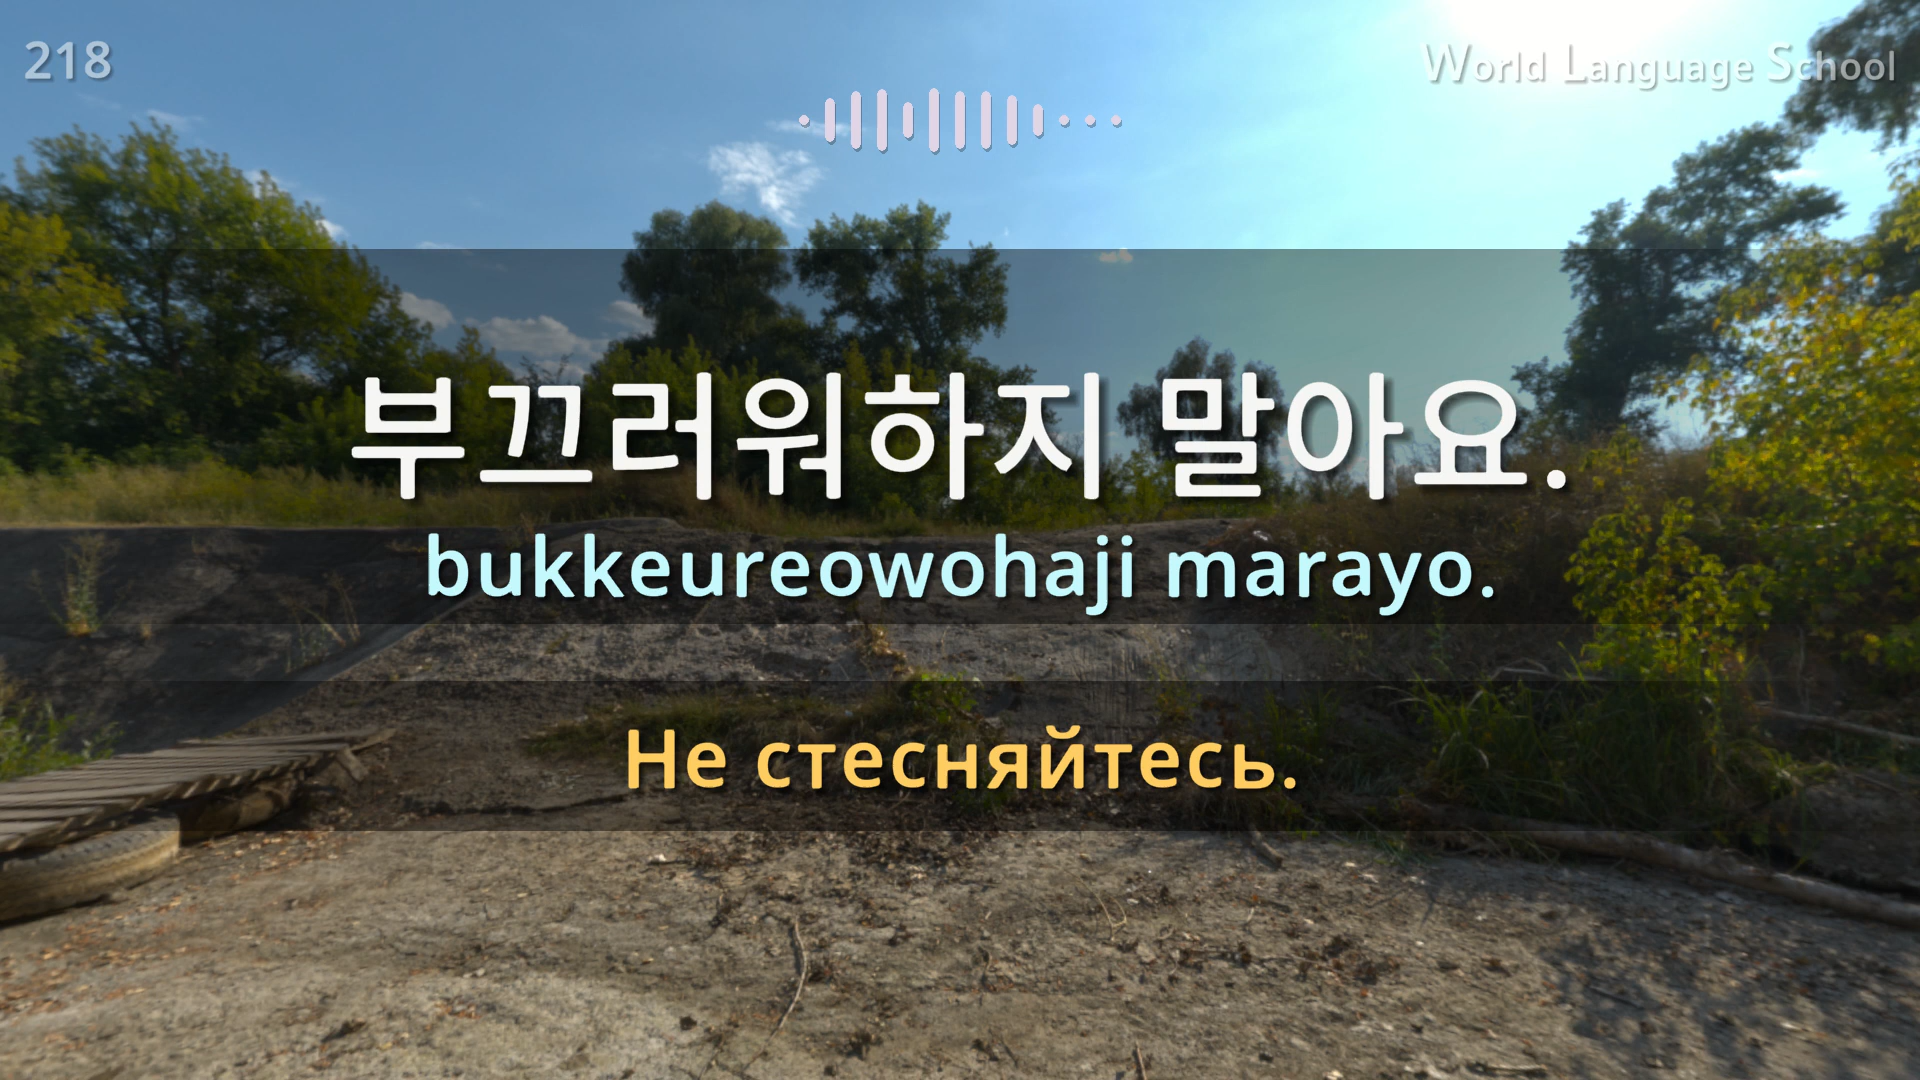 218
World Language School
부끄러워하지 말아요.
bukkeureowohaji marayo.
Не стесняйтесь.